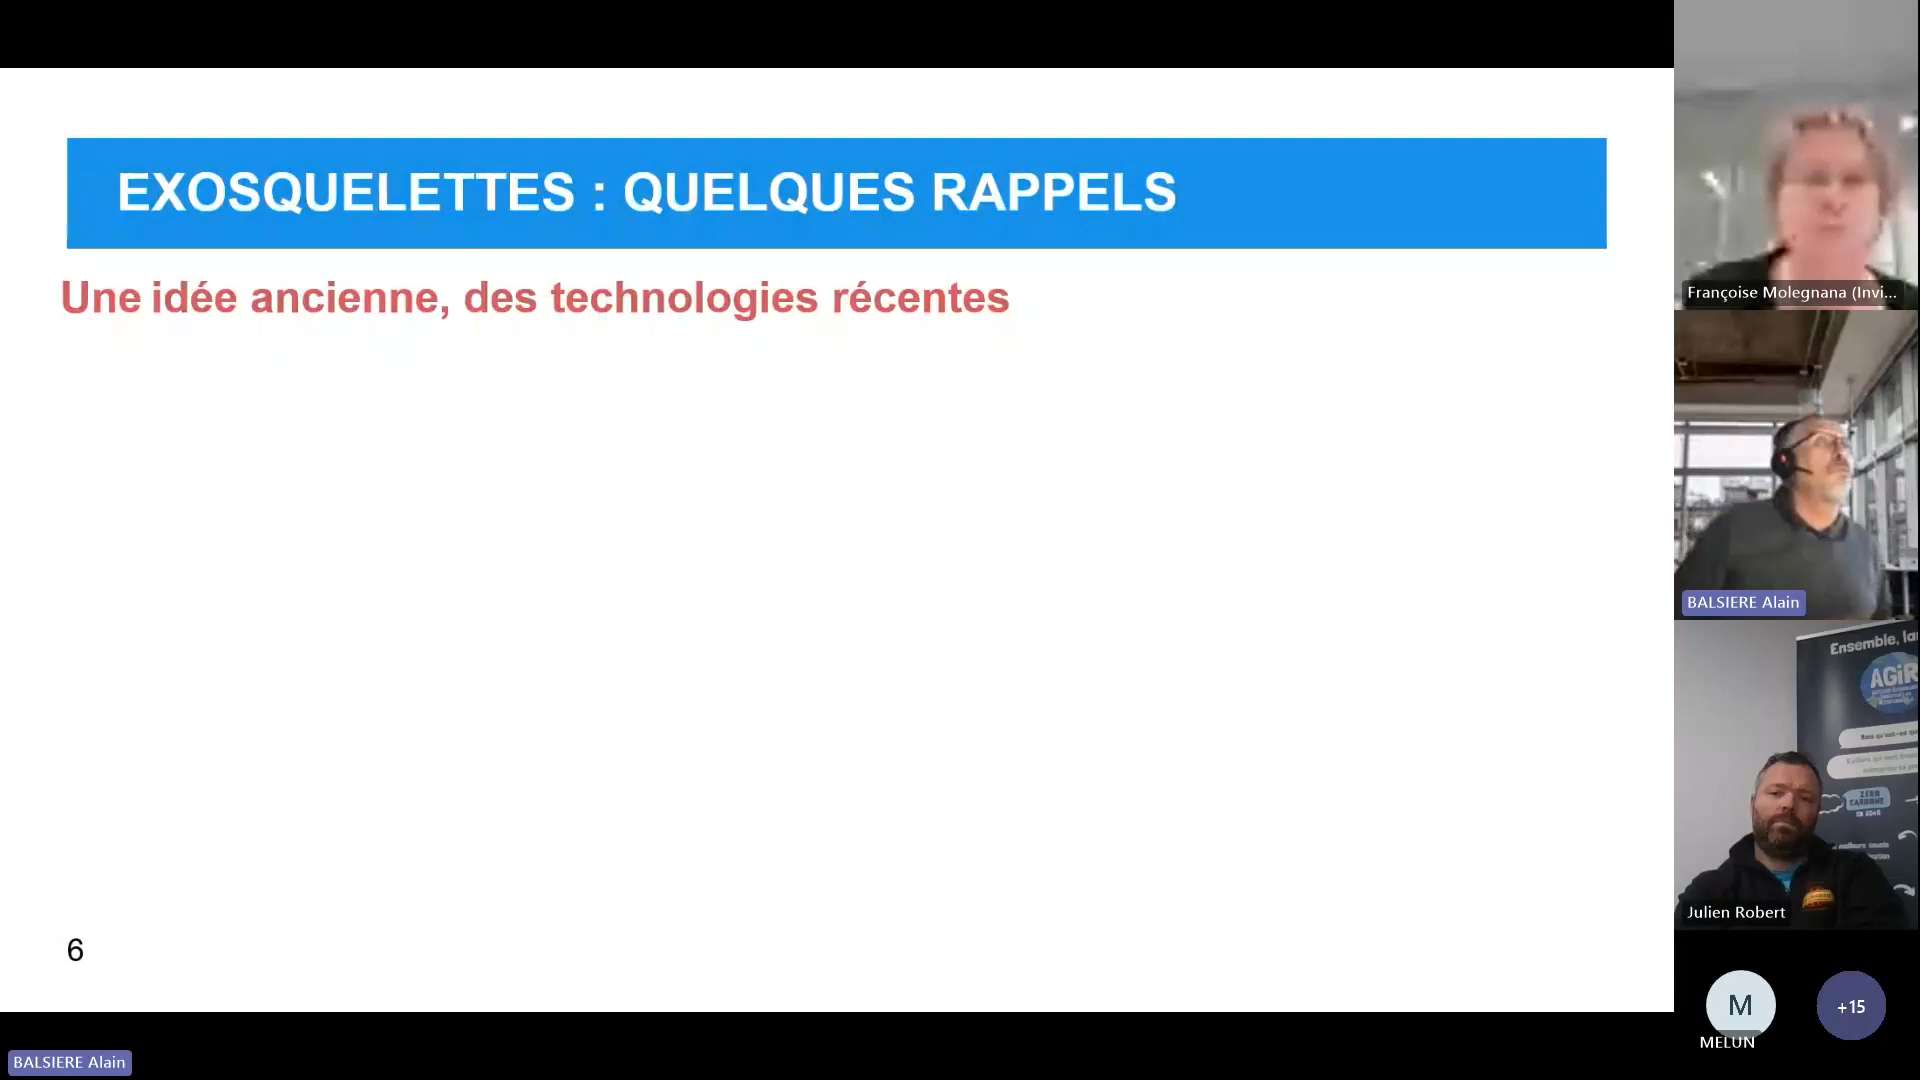 EXOSQUELETTES : QUELQUES RAPPELS
Une idée ancienne, des technologies récentes
6
BALSIERE Alain
Françoise Molegnana (Invi...
BALSIERE Alain
Ensemble, la
AGiR
ZÉRO
CARBONE
Julien Robert
M
MELUN
+15